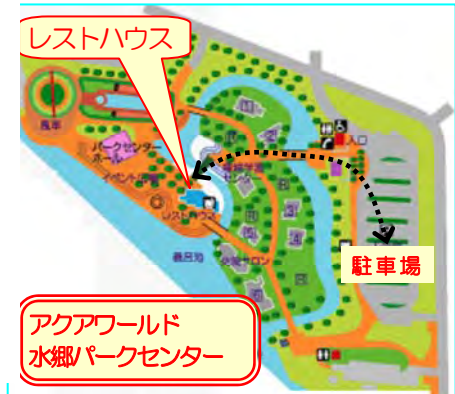 レストハウス
入口
風車
パークセンター
ホール
イベント広場
レストハウス
駐車場
アクアワールド
水郷パークセンター